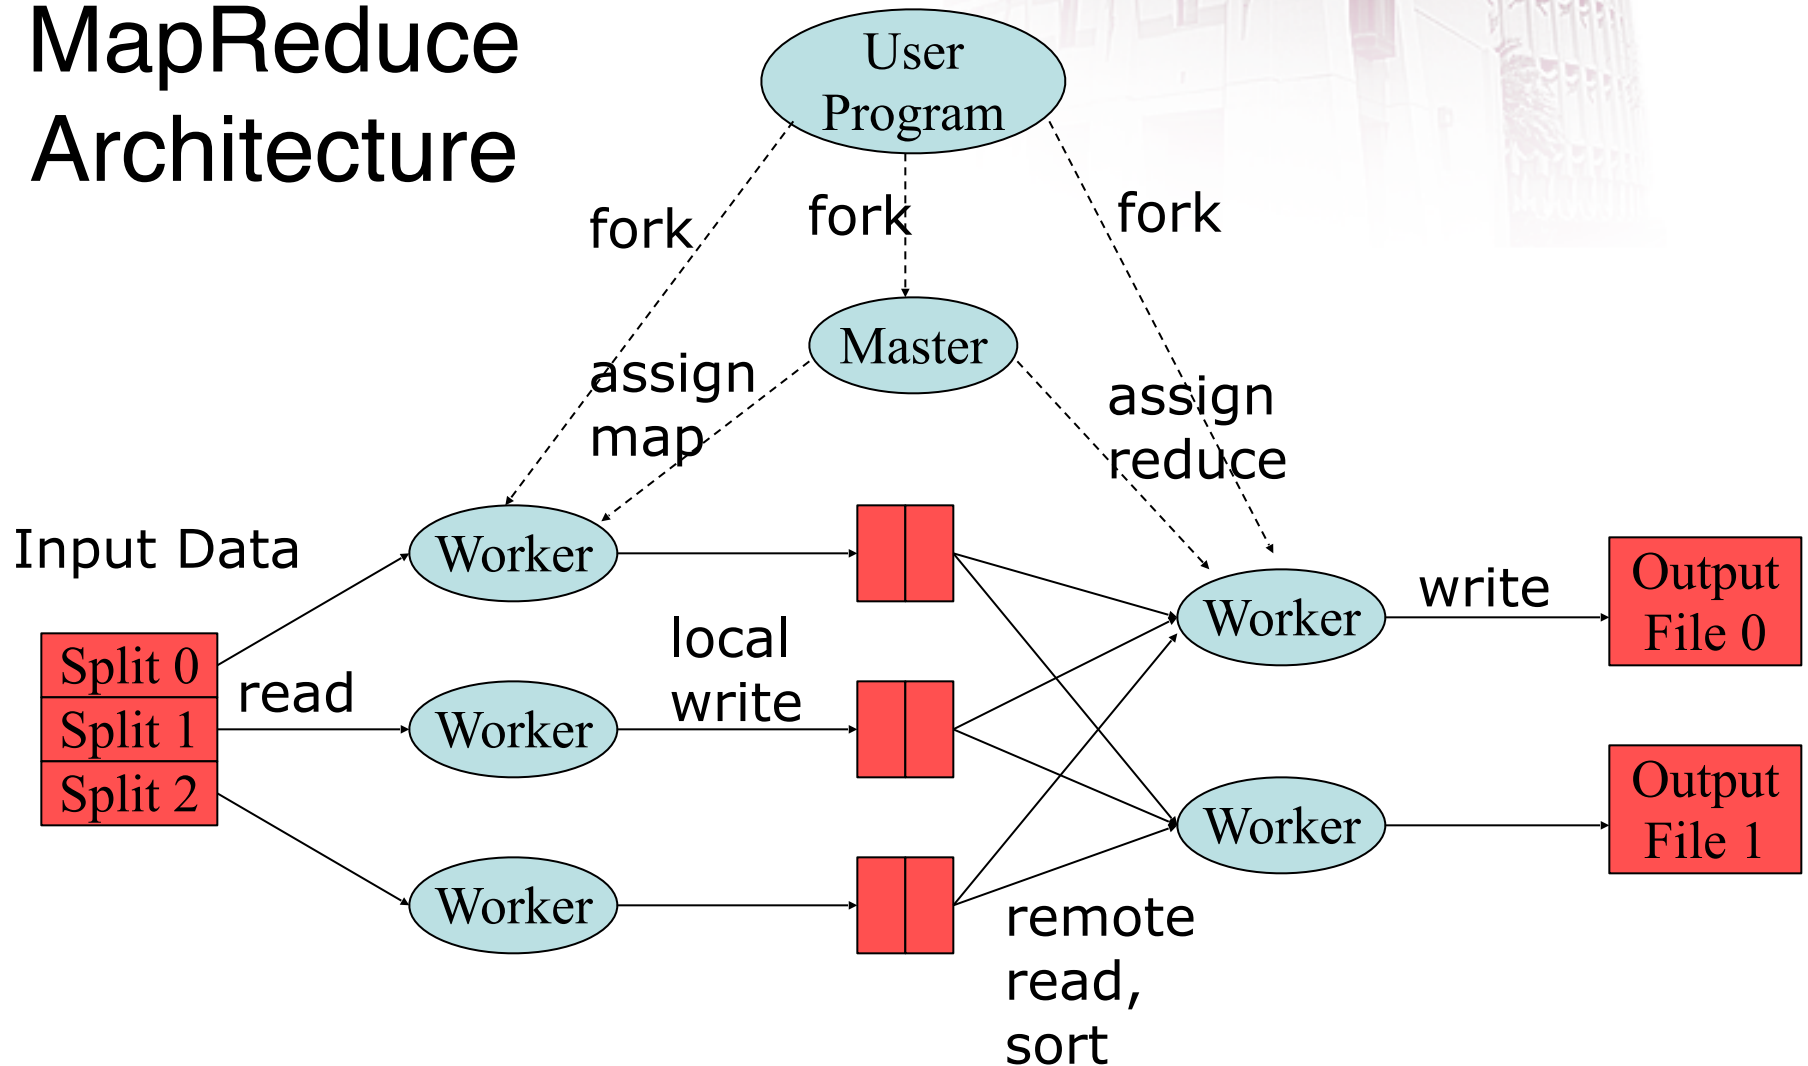 MapReduce
Architecture
User
Program
fork
fork
fork
Master
assign
map
assign
reduce
Input Data
Worker
Split 0
Split 1
Split 2
read
Worker
local
write
Worker
Worker
write
Output
File 0
Worker
Output
File 1
remote
read,
sort